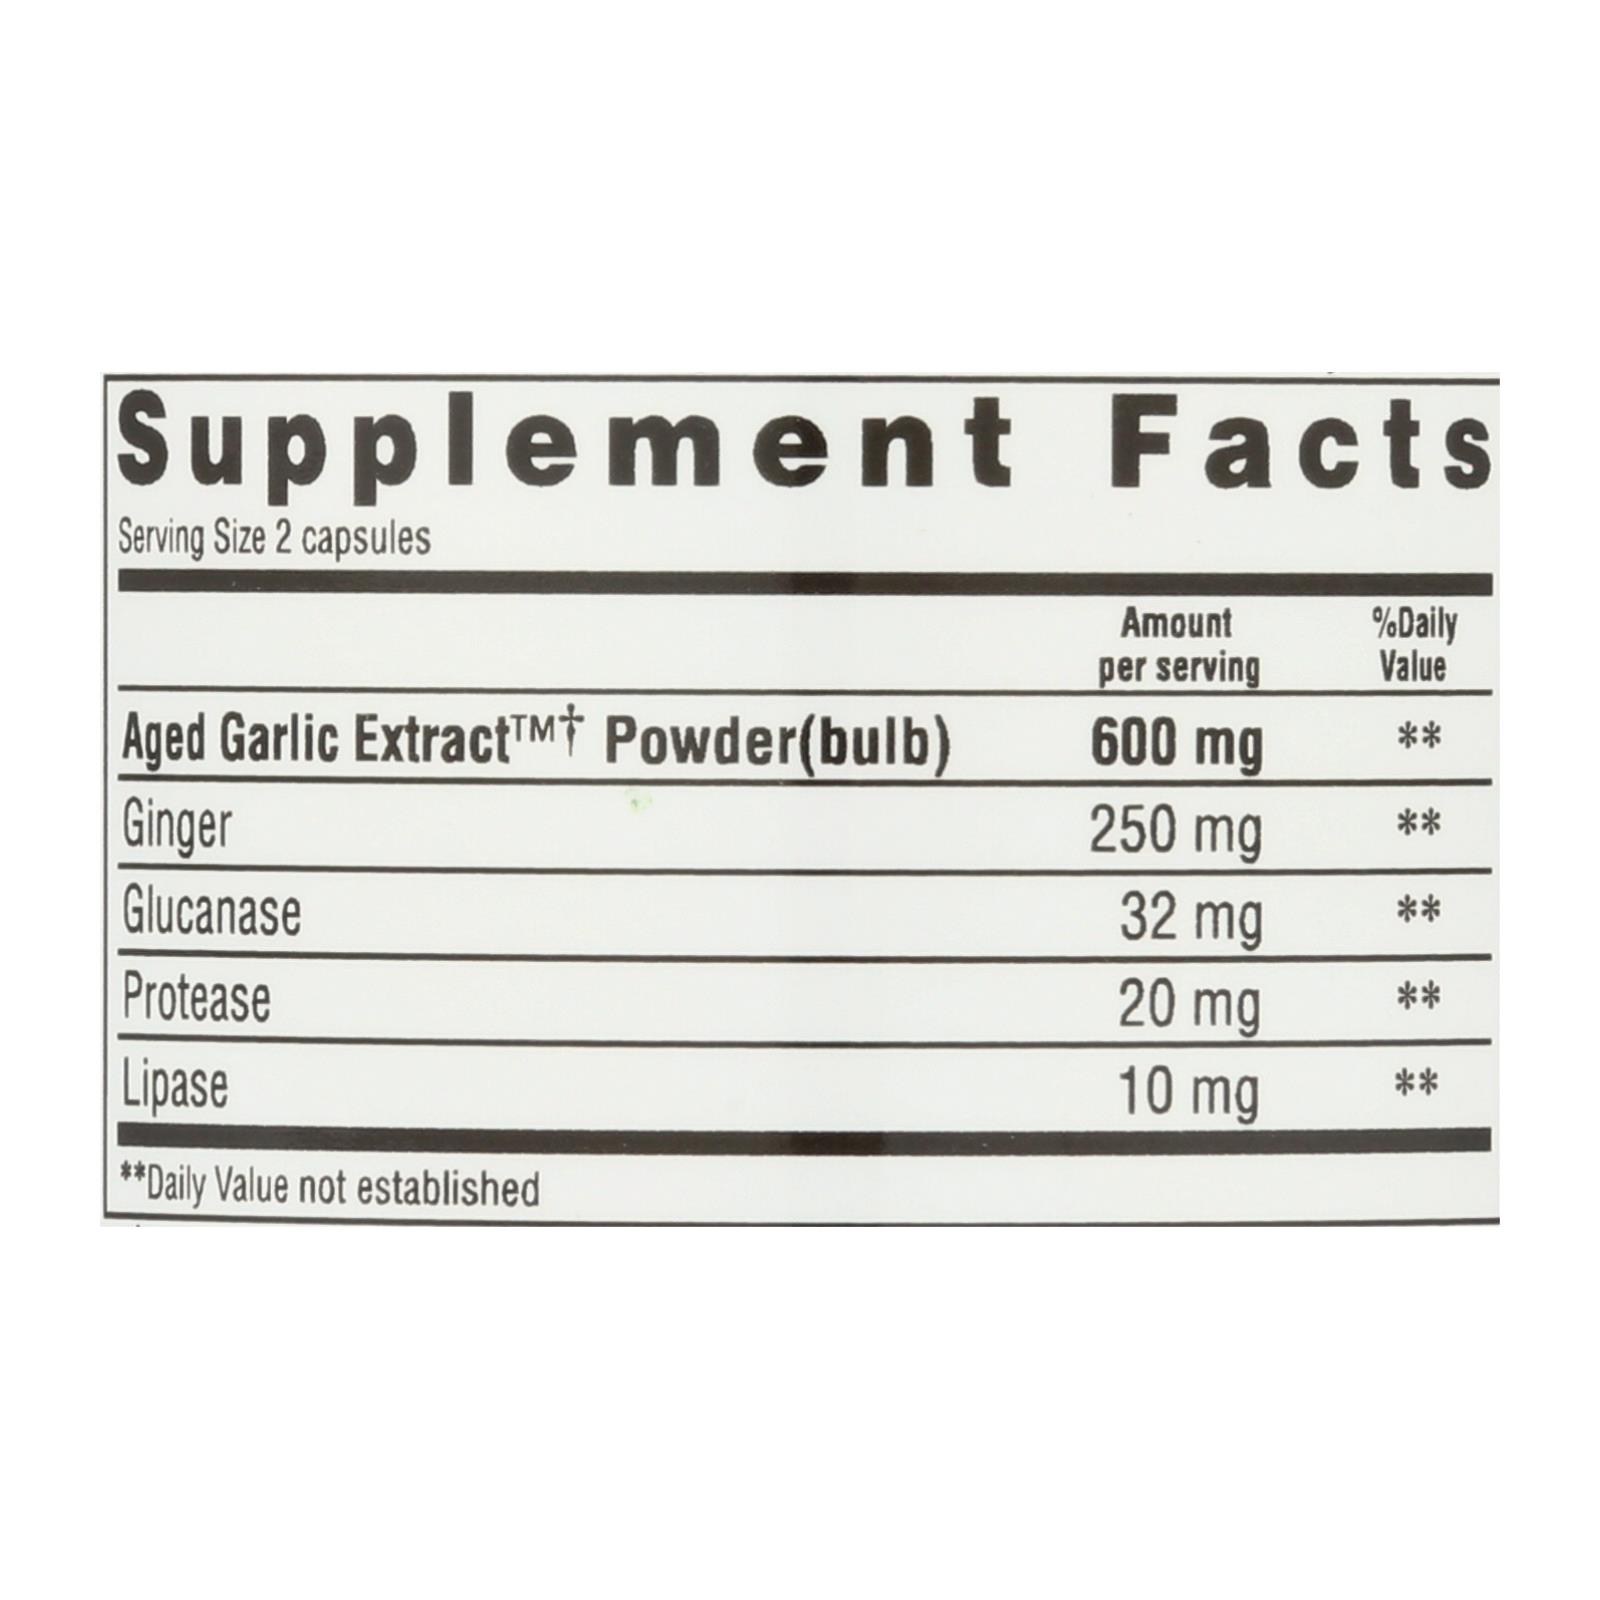 Supplement Facts
Serving Size 2 capsules
Amount per serving %Daily Value
Aged Garlic Extract™† Powder(bulb) 600 mg **
Ginger 250 mg **
Glucanase 32 mg **
Protease 20 mg **
Lipase 10 mg **
**Daily Value not established